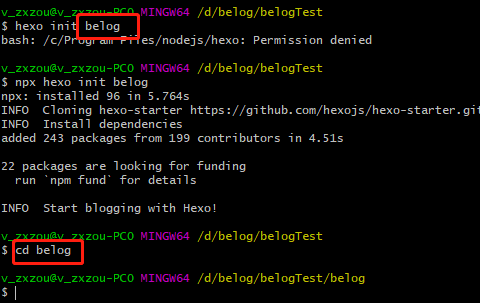 v_zxzou@v_zxzou-PC0 MINGW64 /d/belog/belogTest
$ hexo init belog
bash: /c/Program Files/nodejs/hexo: Permission denied
v_zxzou@v_zxzou-PC0 MINGW64 /d/belog/belogTest
$ npx hexo init belog
npx: installed 96 in 5.764s
INFO  Cloning hexo-starter https://github.com/hexojs/hexo-starter.git
INFO  Install dependencies
added 243 packages from 199 contributors in 4.51s
22 packages are looking for funding
  run `npm fund` for details
INFO  Start blogging with Hexo!
v_zxzou@v_zxzou-PC0 MINGW64 /d/belog/belogTest
$ cd belog
v_zxzou@v_zxzou-PC0 MINGW64 /d/belog/belogTest/belog
$